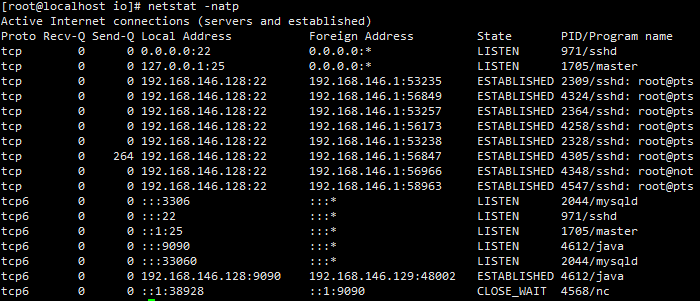 [root@localhost io]# netstat -natp
Active Internet connections (servers and established)
Proto Recv-Q Send-Q Local Address           Foreign Address         State       PID/Program name
tcp        0      0 0.0.0.0:22              0.0.0.0:*               LISTEN      971/sshd
tcp        0      0 127.0.0.1:25            0.0.0.0:*               LISTEN      1705/master
tcp        0      0 192.168.146.128:22      192.168.146.1:53235     ESTABLISHED 2309/sshd: root@pts
tcp        0      0 192.168.146.128:22      192.168.146.1:56849     ESTABLISHED 4324/sshd: root@pts
tcp        0      0 192.168.146.128:22      192.168.146.1:53257     ESTABLISHED 2364/sshd: root@pts
tcp        0      0 192.168.146.128:22      192.168.146.1:56173     ESTABLISHED 4258/sshd: root@pts
tcp        0      0 192.168.146.128:22      192.168.146.1:53238     ESTABLISHED 2328/sshd: root@pts
tcp        0    264 192.168.146.128:22      192.168.146.1:56847     ESTABLISHED 4305/sshd: root@pts
tcp        0      0 192.168.146.128:22      192.168.146.1:56966     ESTABLISHED 4348/sshd: root@not
tcp        0      0 192.168.146.128:22      192.168.146.1:58963     ESTABLISHED 4547/sshd: root@pts
tcp6       0      0 :::3306                 :::*                    LISTEN      2044/mysqld
tcp6       0      0 :::22                   :::*                    LISTEN      971/sshd
tcp6       0      0 ::1:25                  :::*                    LISTEN      1705/master
tcp6       0      0 :::9090                 :::*                    LISTEN      4612/java
tcp6       0      0 :::33060                :::*                    LISTEN      2044/mysqld
tcp6       0      0 192.168.146.128:9090    192.168.146.129:48002   ESTABLISHED 4612/java
tcp6       0      0 ::1:38928               ::1:9090                CLOSE_WAIT  4568/nc